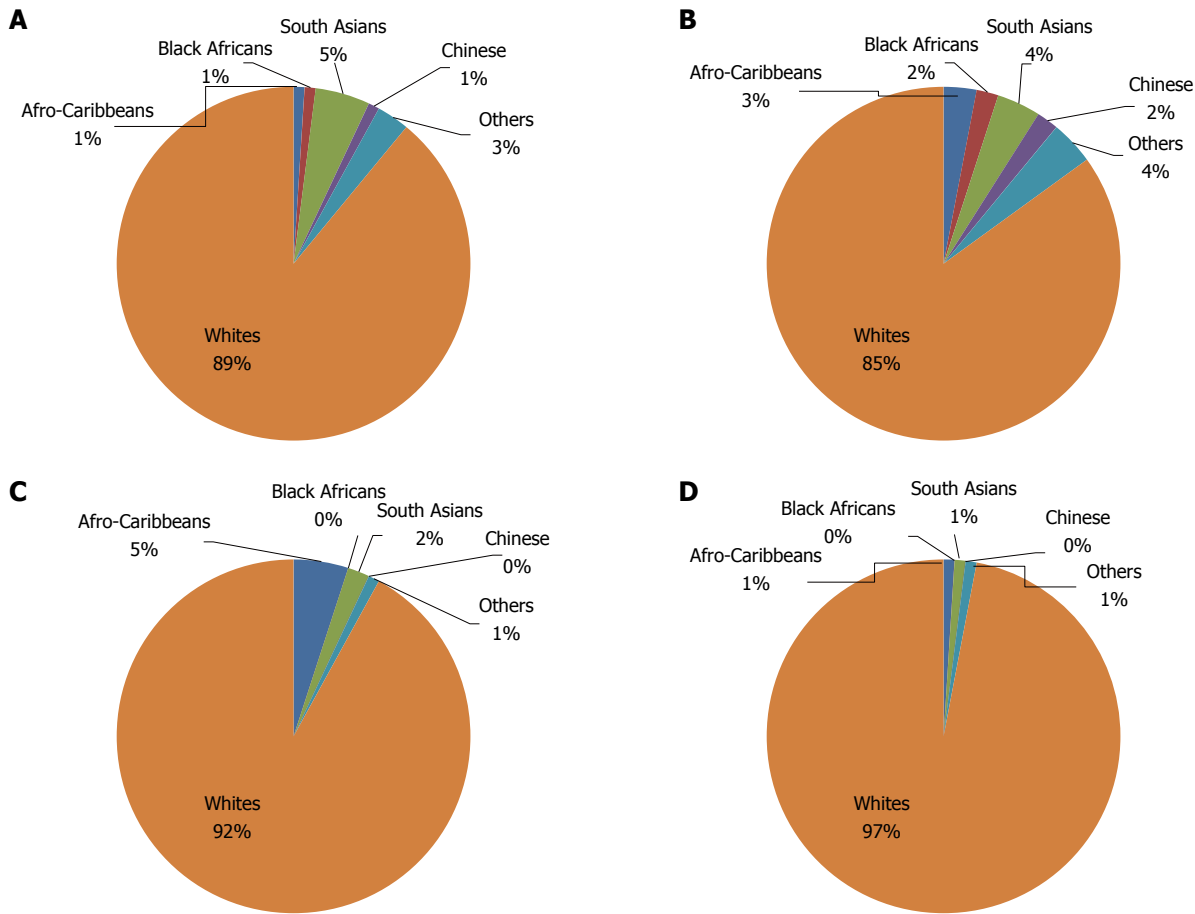 A
Afro-Caribbeans
1%
Black Africans
1%
South Asians
5%
Chinese
1%
Others
3%
Whites
89%
B
Afro-Caribbeans
3%
Black Africans
2%
South Asians
4%
Chinese
2%
Others
4%
Whites
85%
C
Afro-Caribbeans
5%
Black Africans
0%
South Asians
2%
Chinese
0%
Others
1%
Whites
92%
D
Afro-Caribbeans
1%
Black Africans
0%
South Asians
1%
Chinese
0%
Others
1%
Whites
97%